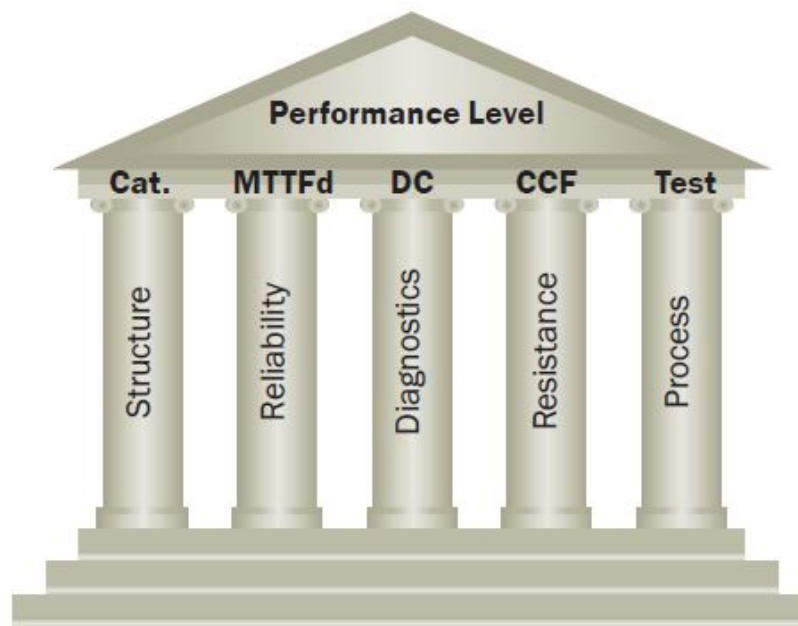 Performance Level
Cat. MTTFd DC CCF Test
Structure
Reliability
Diagnostics
Resistance
Process